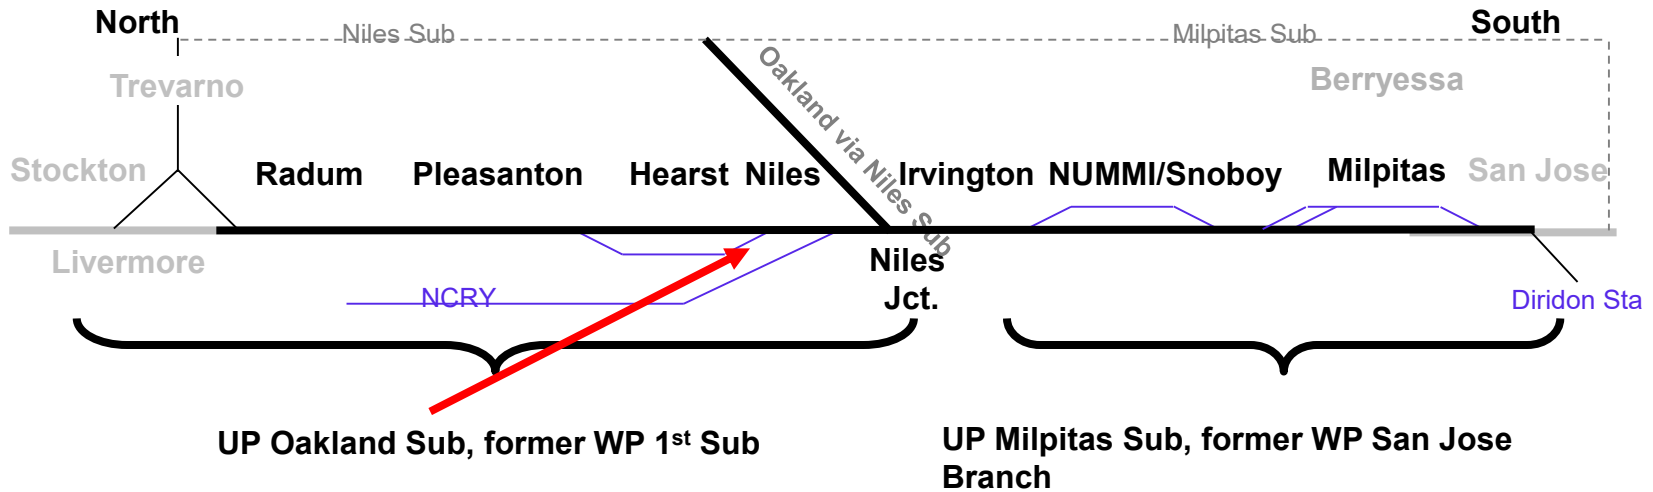 North
South
Niles Sub
Milpitas Sub
Oakland via Niles Sub
Trevarno
Berryessa
Stockton
Radum
Pleasanton
Hearst
Niles
Irvington
NUMMI/Snoboy
Milpitas
San Jose
Livermore
Niles
Jct.
NCRY
Diridon Sta
UP Oakland Sub, former WP 1st Sub
UP Milpitas Sub, former WP San Jose
Branch